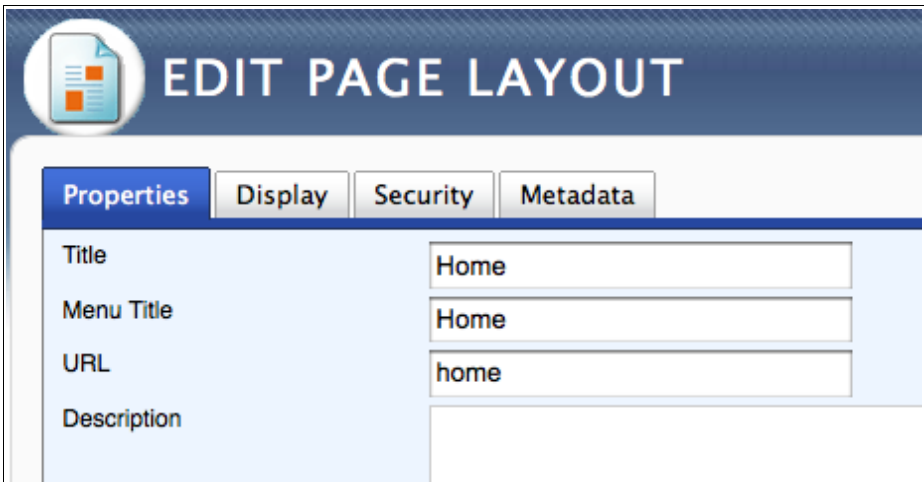 EDIT PAGE LAYOUT
Properties Display Security Metadata
Title Home
Menu Title Home
URL home
Description